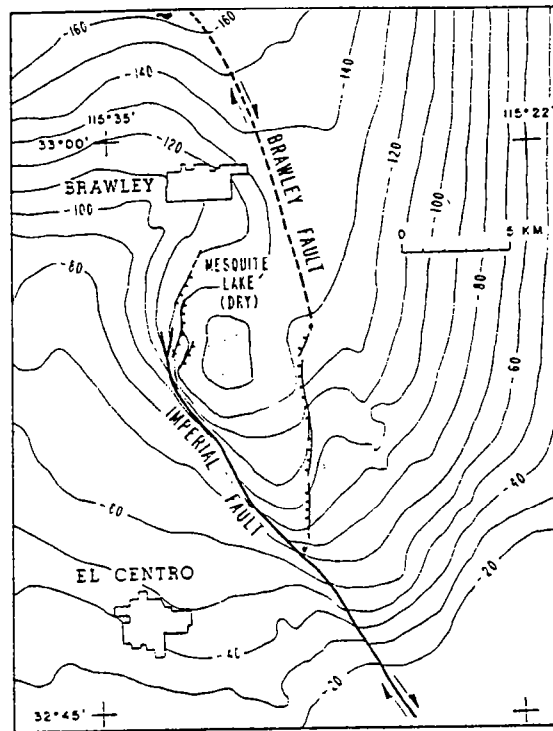 -160
-160
-140
-140
115°35'
115°22'
33°00'
-120
BRAWLEY
BRAWLEY FAULT
-120
-100
-100
0 5 KM
MESQUITE
LAKE
(DRY)
-80
-80
-60
IMPERIAL FAULT
-60
-40
-20
EL CENTRO
-40
-20
32°45'